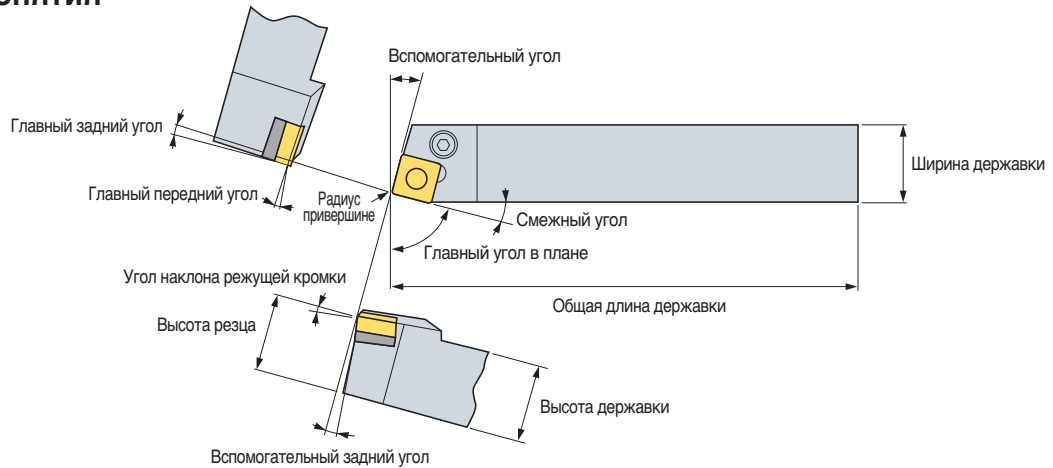 Вспомогательный угол
Главный задний угол
Ширина державки
Главный передний угол
Радиус
привершине
Смежный угол
Главный угол в плане
Угол наклона режущей кромки
Общая длина державки
Высота резца
Высота державки
Вспомогательный задний угол